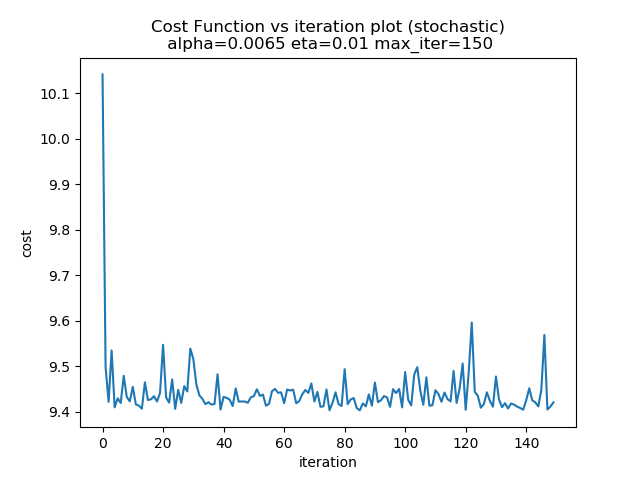 Cost Function vs iteration plot (stochastic)
alpha=0.0065 eta=0.01 max_iter=150
10.1
10.0
9.9
9.8
9.7
9.6
9.5
9.4
cost
0 20 40 60 80 100 120 140
iteration